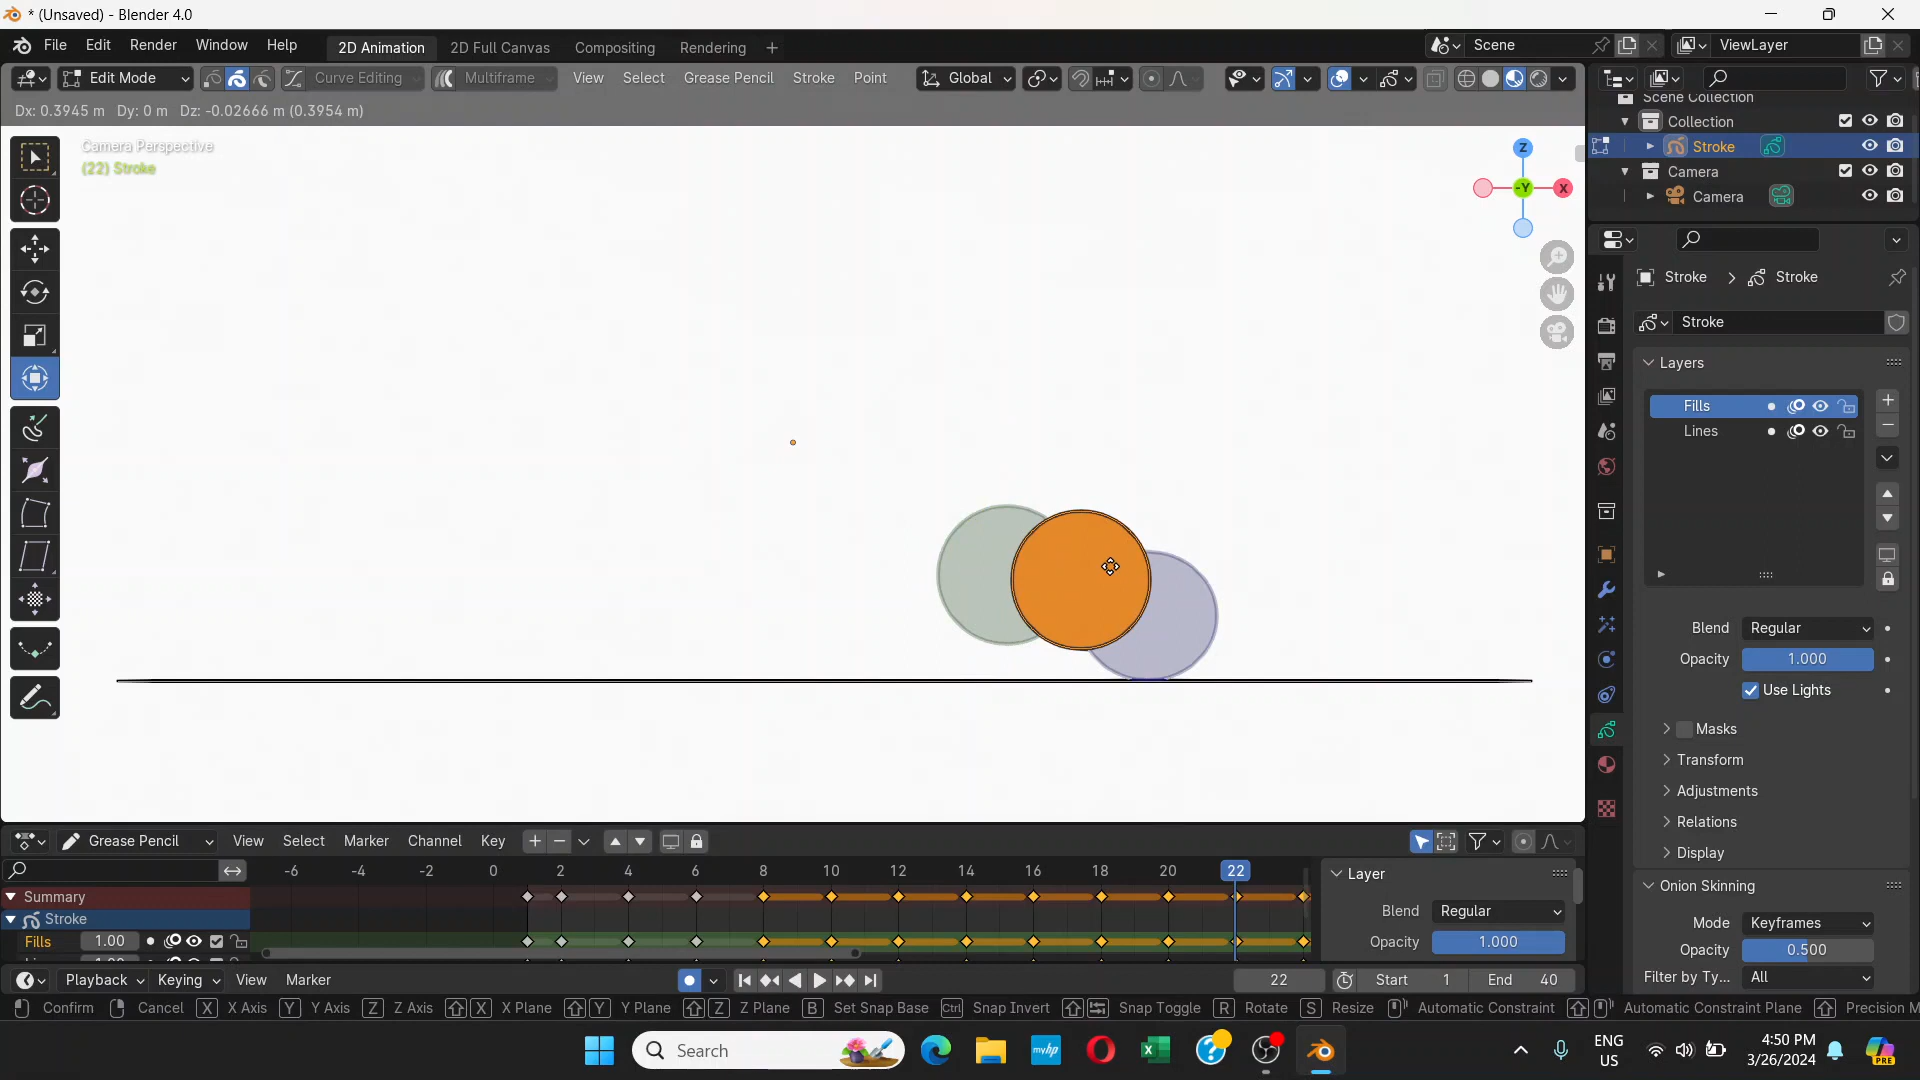 * (Unsaved) - Blender 4.0
File Edit Render Window Help 2D Animation 2D Full Canvas Compositing Rendering + Scene ViewLayer
Edit Mode Curve Editing Multiframe View Select Grease Pencil Stroke Point Global
Dx: 0.3945 m Dy: 0 m Dz: -0.02666 m (0.3954 m)
Scene Collection
Collection
Stroke
Camera
Camera
Camera Perspective
(22) Stroke
Z
-Y
X
Stroke > Stroke
Stroke
Layers
Fills
Lines
Blend Regular
Opacity 1.000
Use Lights
Masks
Transform
Adjustments
Relations
Display
Onion Skinning
Mode Keyframes
Opacity 0.500
Filter by Ty... All
Grease Pencil View Select Marker Channel Key
-6 -4 -2 0 2 4 6 8 10 12 14 16 18 20 22
Summary
Stroke
Fills 1.00
Layer
Blend Regular
Opacity 1.000
Playback Keying View Marker 22 Start 1 End 40
Confirm Cancel X X Axis Y Y Axis Z Z Axis X X Plane Y Y Plane Z Z Plane B Set Snap Base Ctrl Snap Invert Snap Toggle R Rotate S Resize Automatic Constraint Automatic Constraint Plane Precision M
Search
myhp
ENG
US
4:50 PM
3/26/2024
PRE